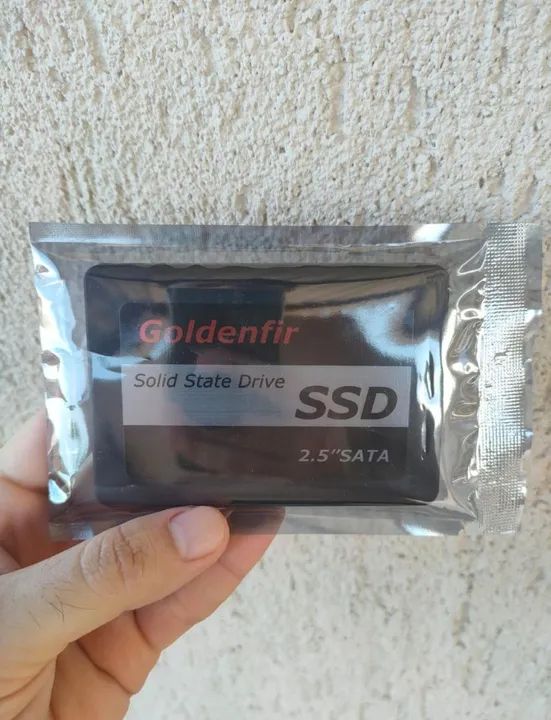 Goldenfir
Solid State Drive
SSD
2.5"SATA